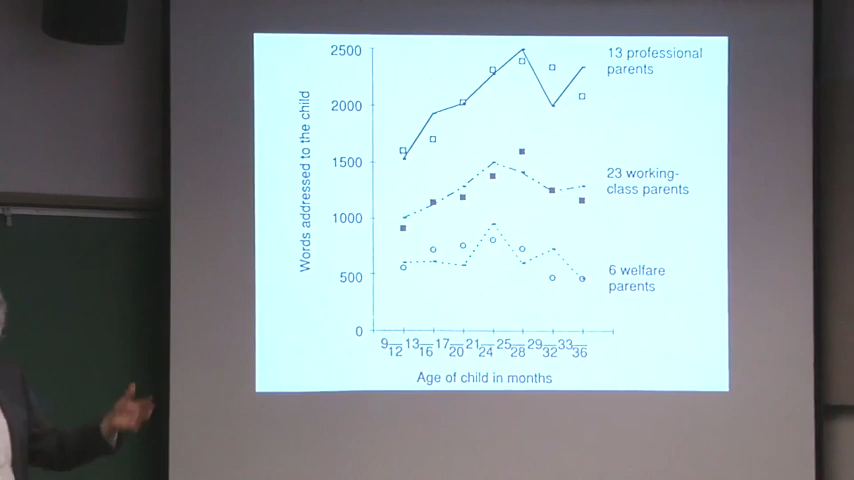 2500
13 professional
parents
2000
1500
23 working-
class parents
1000
500
6 welfare
parents
0
9—12 13—16 17—20 21—24 25—28 29—32 33—36
Age of child in months
Words addressed to the child